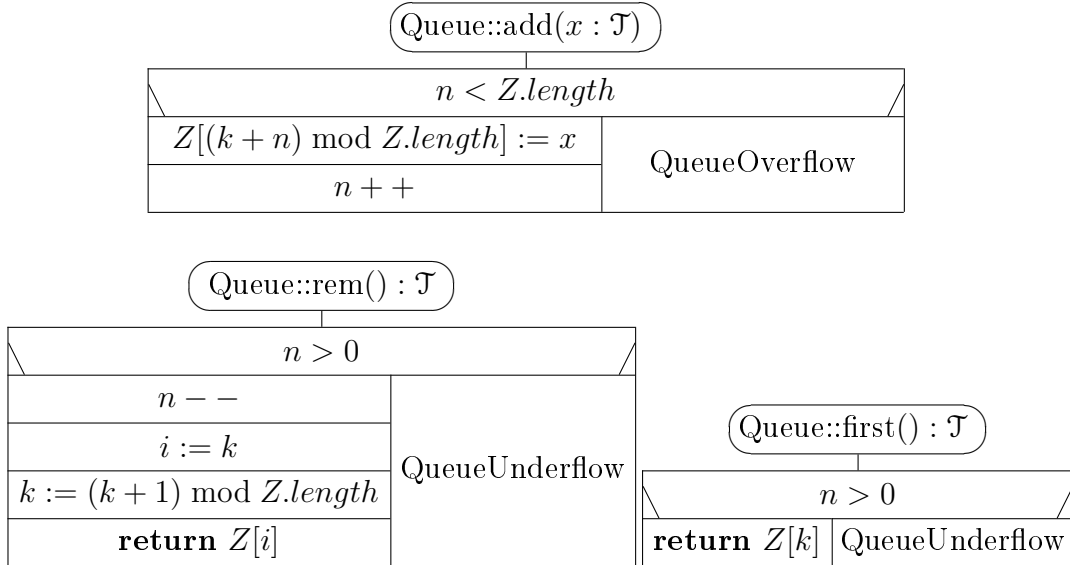 Queue::add(x : 𝒯)
n < Z.length
Z[(k + n) mod Z.length] := x
n + +
QueueOverflow
Queue::rem() : 𝒯
n > 0
n − −
i := k
k := (k + 1) mod Z.length
return Z[i]
QueueUnderflow
Queue::first() : 𝒯
n > 0
return Z[k]
QueueUnderflow